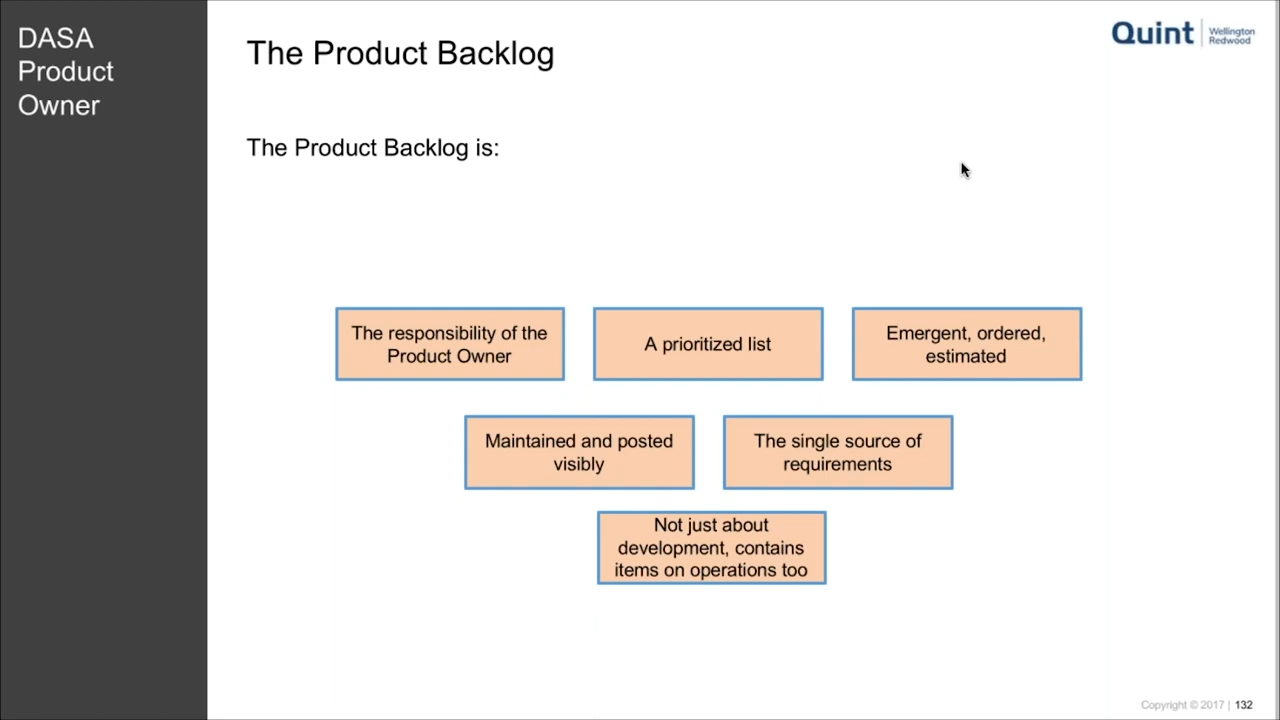 DASA
Product
Owner
The Product Backlog
Quint
Wellington
Redwood
The Product Backlog is:
The responsibility of the
Product Owner
A prioritized list
Emergent, ordered,
estimated
Maintained and posted
visibly
The single source of
requirements
Not just about
development, contains
items on operations too
Copyright © 2017 | 132